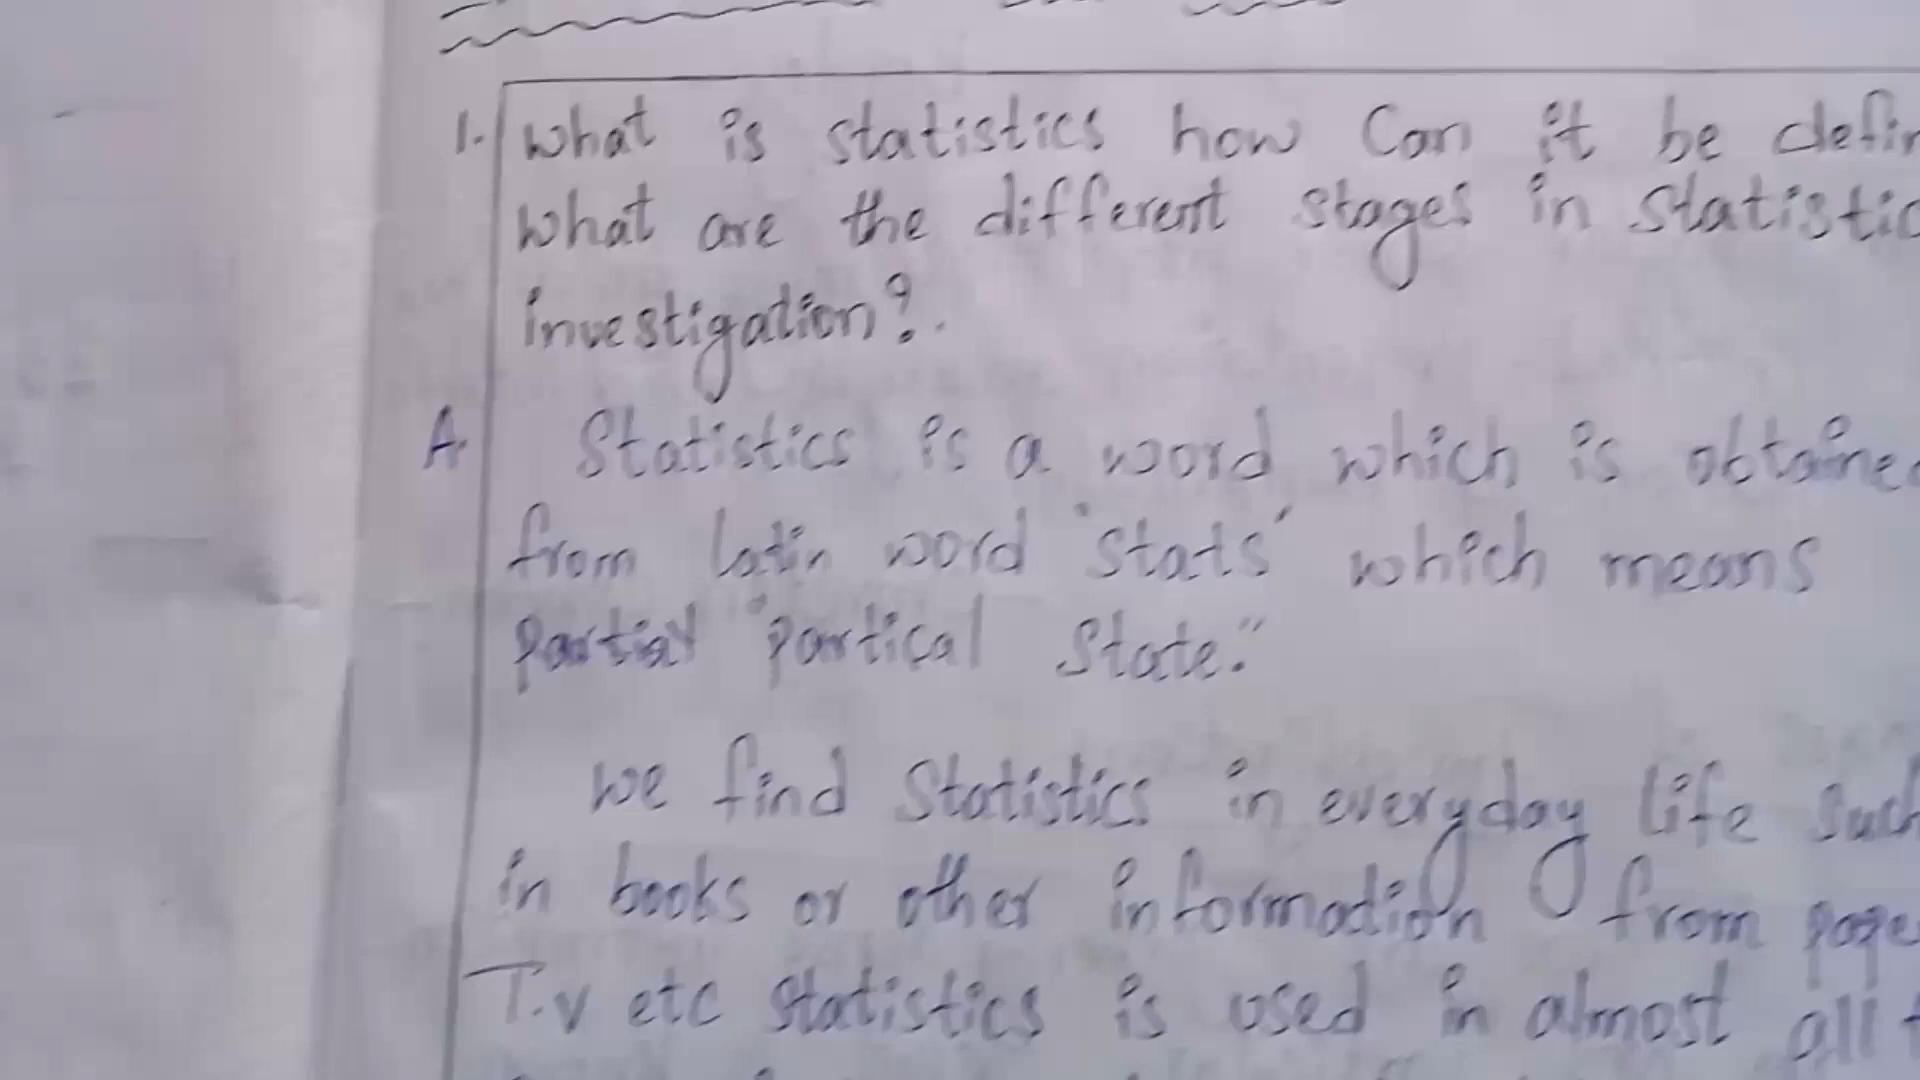 1. what is statistics how Can it be defin
what are the different stages in statistic
investigation?.
A. Statistics is a word which is obtained
from latin word 'stats' which means
partial "partical state."
we find statistics in everyday life such
in books or other information from pape
T.v etc statistics is used in almost all t